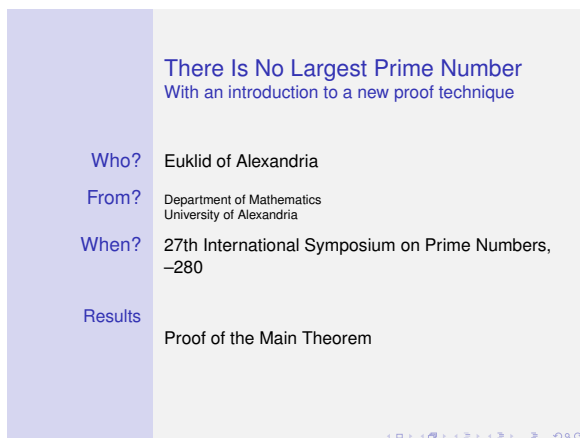 There Is No Largest Prime Number
With an introduction to a new proof technique
Who? Euklid of Alexandria
From? Department of Mathematics
University of Alexandria
When? 27th International Symposium on Prime Numbers,
–280
Results
Proof of the Main Theorem